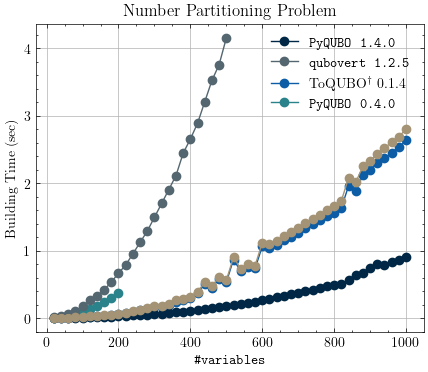 Number Partitioning Problem
Building Time (sec)
4
3
2
1
0
PyQUBO 1.4.0
qubovert 1.2.5
ToQUBO† 0.1.4
PyQUBO 0.4.0
0 200 400 600 800 1000
#variables